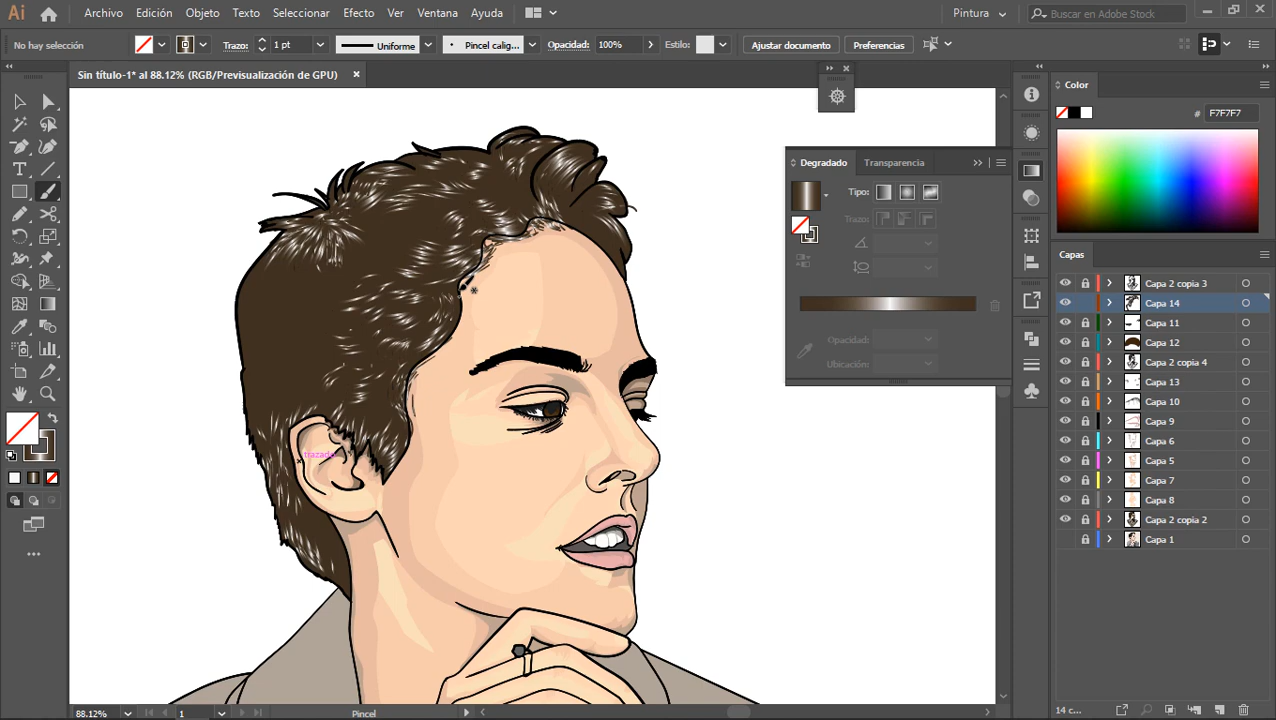 Ai Archivo Edición Objeto Texto Seleccionar Efecto Ver Ventana Ayuda Pintura Buscar en Adobe Stock
No hay selección Trazo: 1 pt Uniforme Pincel calig... Opacidad: 100% Estilo: Ajustar documento Preferencias
Sin título-1* al 88.12% (RGB/Previsualización de GPU)
Color
# F7F7F7
Degradado Transparencia
Tipo:
Trazo:
Opacidad:
Ubicación:
trazado
Capas
Capa 2 copia 3
Capa 14
Capa 11
Capa 12
Capa 2 copia 4
Capa 13
Capa 10
Capa 9
Capa 6
Capa 5
Capa 7
Capa 8
Capa 2 copia 2
Capa 1
14 c...
88.12% 1 Pincel